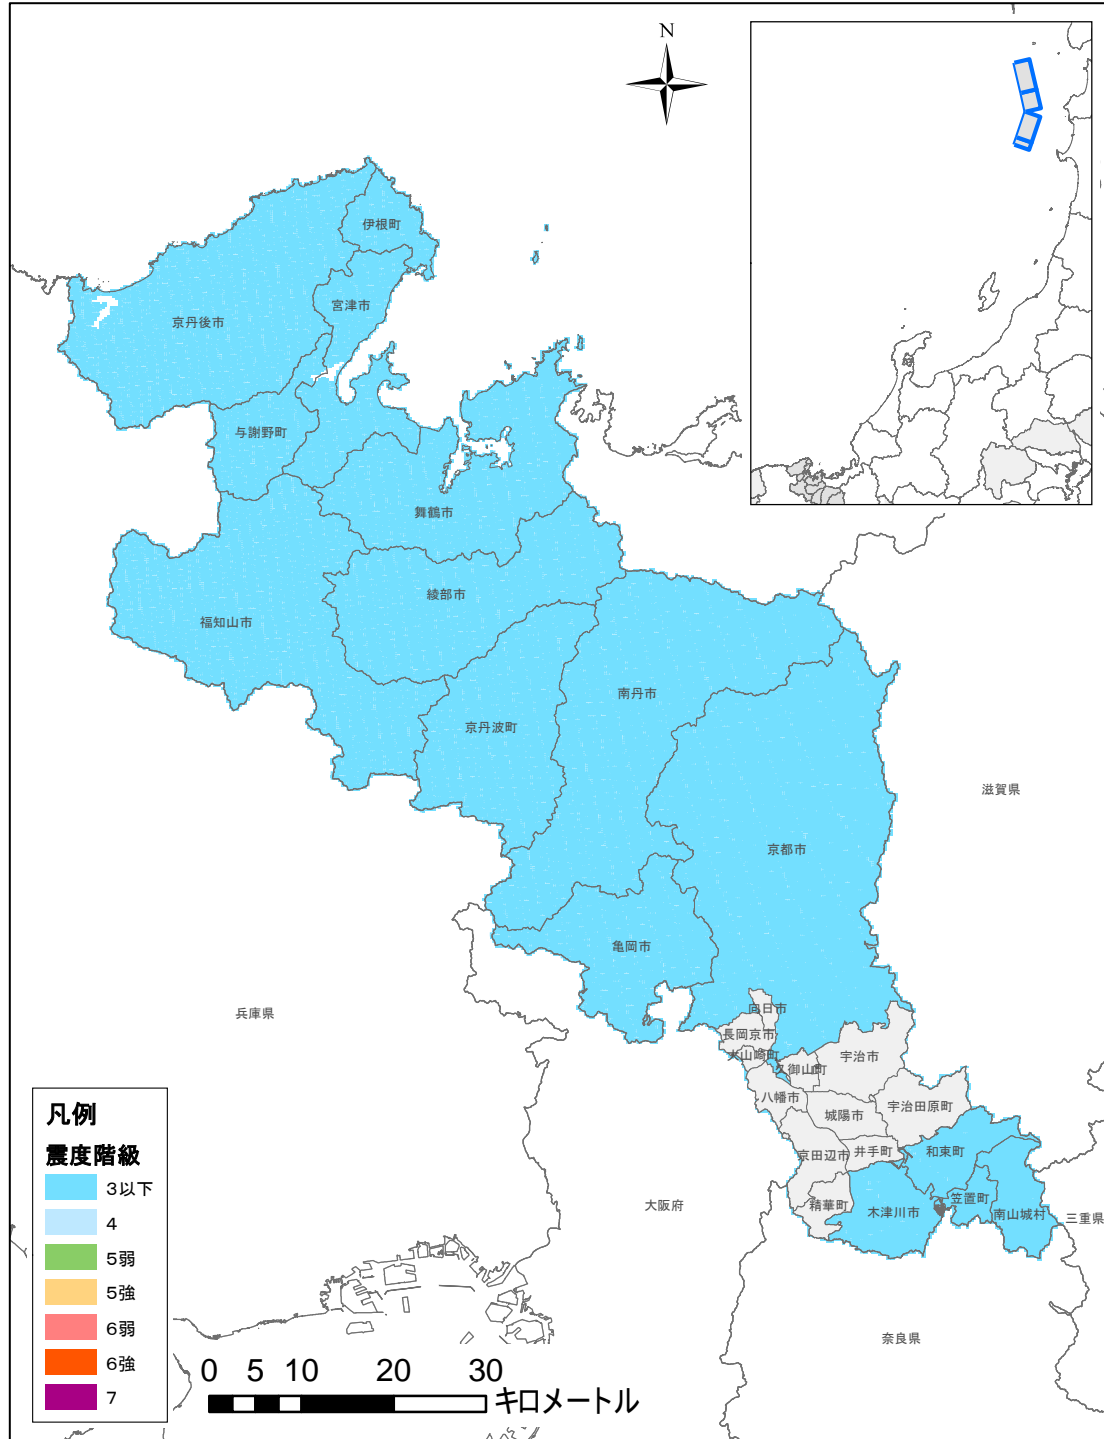 N
伊根町
宮津市
京丹後市
与謝野町
舞鶴市
綾部市
福知山市
南丹市
京丹波町
滋賀県
京都市
亀岡市
兵庫県
向日市
長岡京市
大山崎町
久御山町
宇治市
八幡市
城陽市
宇治田原町
京田辺市
井手町
和束町
精華町
木津川市
笠置町
南山城村
大阪府
三重県
奈良県
凡例
震度階級
3以下
4
5弱
5強
6弱
6強
7
0 5 10 20 30
キロメートル